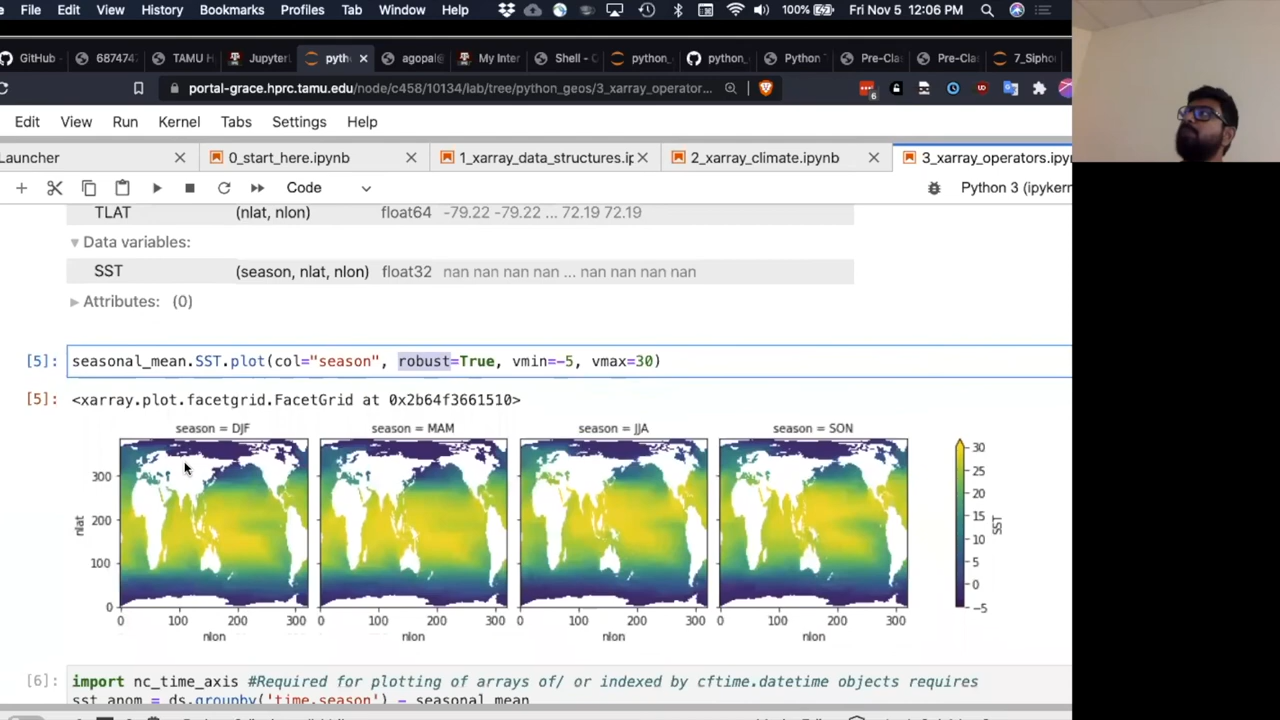 File Edit View History Bookmarks Profiles Tab Window Help 100% Fri Nov 5 12:06 PM
GitHub 687474 TAMU H Jupyter pyth agopal@ My Inter Shell - C python_ python_ Python Pre-Cla Pre-Cla 7_Sipho
portal-grace.hprc.tamu.edu/node/c458/10134/lab/tree/python_geos/3_xarray_operator... 6
Edit View Run Kernel Tabs Settings Help
Launcher 0_start_here.ipynb 1_xarray_data_structures.ip 2_xarray_climate.ipynb 3_xarray_operators.ipyn
Code Python 3 (ipykern
TLAT (nlat, nlon) float64 -79.22 -79.22 ... 72.19 72.19
Data variables:
SST (season, nlat, nlon) float32 nan nan nan nan ... nan nan nan nan
Attributes: (0)
[5]: seasonal_mean.SST.plot(col="season", robust=True, vmin=-5, vmax=30)
[5]: <xarray.plot.facetgrid.FacetGrid at 0x2b64f3661510>
season = DJF season = MAM season = JJA season = SON
300
200
100
0
nlat
0 100 200 300 0 100 200 300 0 100 200 300 0 100 200 300
nlon nlon nlon nlon
30
25
20
15
10
5
0
-5
SST
[6]: import nc_time_axis #Required for plotting of arrays of/ or indexed by cftime.datetime objects requires
sst_anom = ds.groupby('time.season') - seasonal_mean